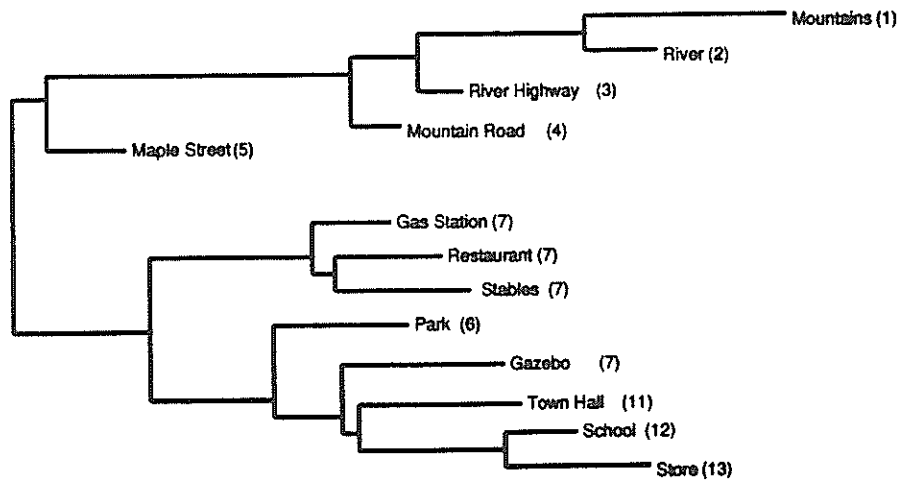 Mountains (1)
River (2)
River Highway (3)
Mountain Road (4)
Maple Street (5)
Gas Station (7)
Restaurant (7)
Stables (7)
Park (6)
Gazebo (7)
Town Hall (11)
School (12)
Store (13)